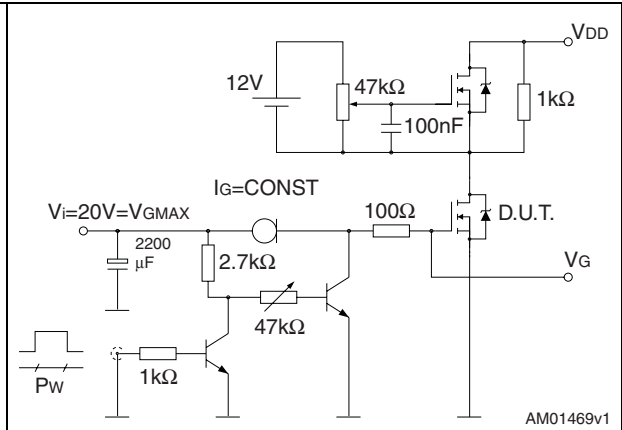 VDD
12V
47kΩ
1kΩ
100nF
IG=CONST
Vi=20V=VGMAX
100Ω
D.U.T.
2200
μF
2.7kΩ
VG
47kΩ
1kΩ
PW
AM01469v1